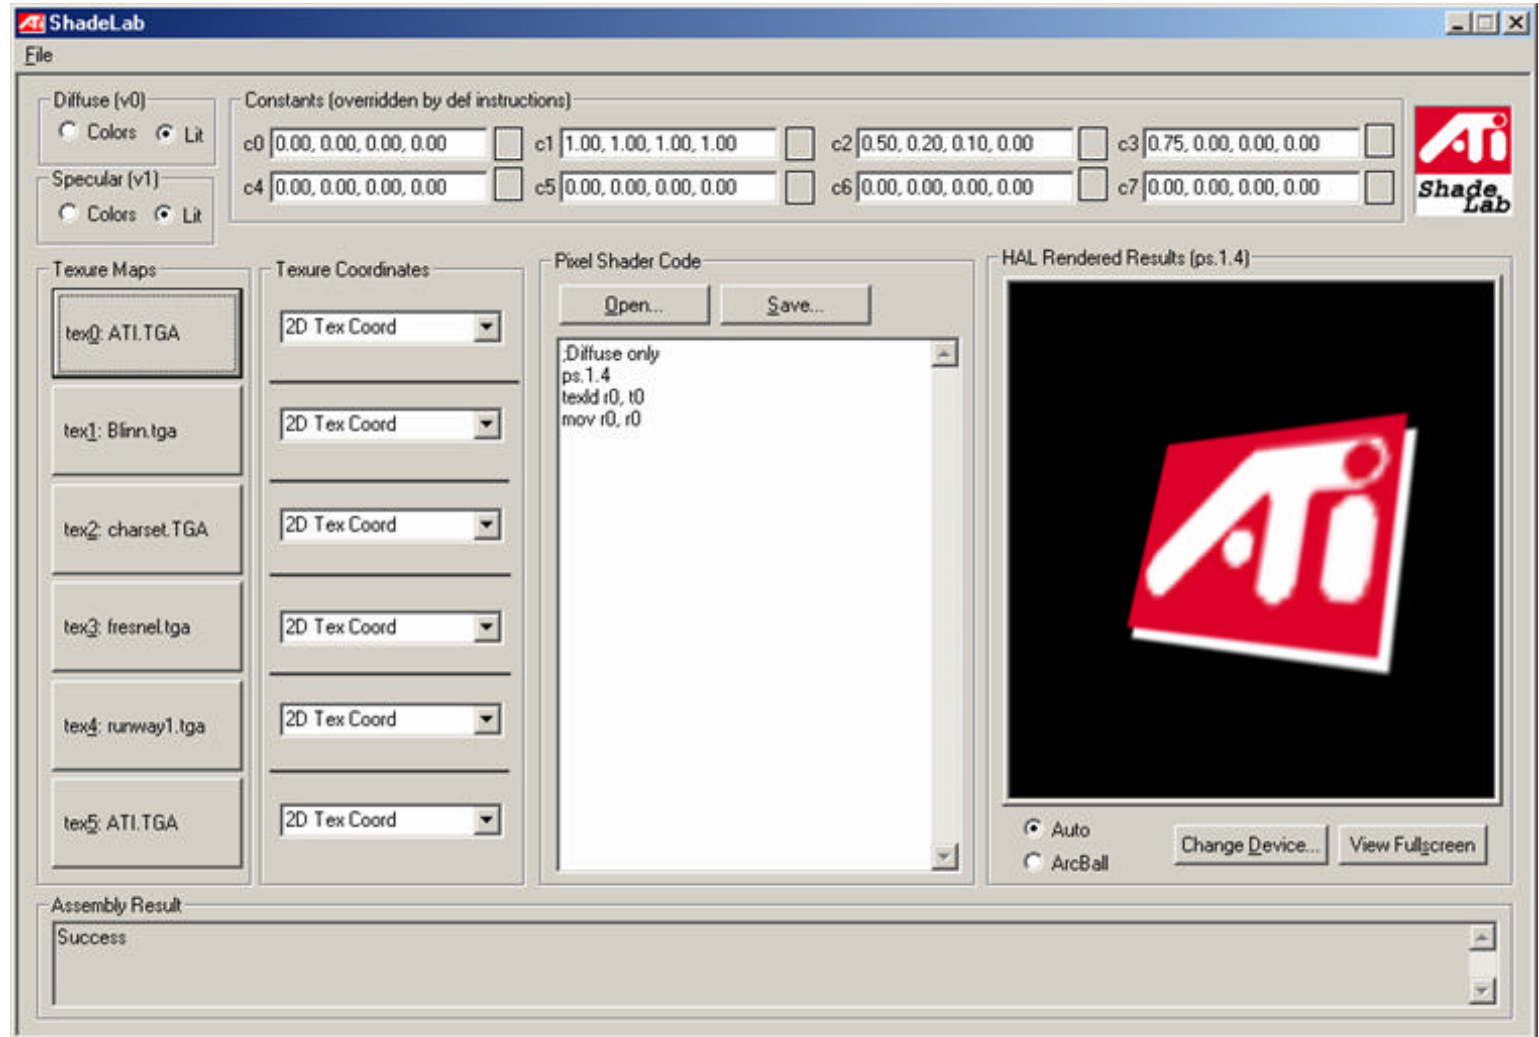 ATI ShadeLab
File
Diffuse (v0)
Colors Lit
Specular (v1)
Colors Lit
Constants (overridden by def instructions)
c0 0.00, 0.00, 0.00, 0.00 c1 1.00, 1.00, 1.00, 1.00 c2 0.50, 0.20, 0.10, 0.00 c3 0.75, 0.00, 0.00, 0.00
c4 0.00, 0.00, 0.00, 0.00 c5 0.00, 0.00, 0.00, 0.00 c6 0.00, 0.00, 0.00, 0.00 c7 0.00, 0.00, 0.00, 0.00
ATi
Shade
Lab
Texure Maps
tex0: ATI.TGA
tex1: Blinn.tga
tex2: charset.TGA
tex3: fresnel.tga
tex4: runway1.tga
tex5: ATI.TGA
Texure Coordinates
2D Tex Coord
2D Tex Coord
2D Tex Coord
2D Tex Coord
2D Tex Coord
2D Tex Coord
Pixel Shader Code
Open... Save...
;Diffuse only
ps.1.4
texld r0, t0
mov r0, r0
HAL Rendered Results (ps.1.4)
ATi
Auto
ArcBall
Change Device... View Fullscreen
Assembly Result
Success